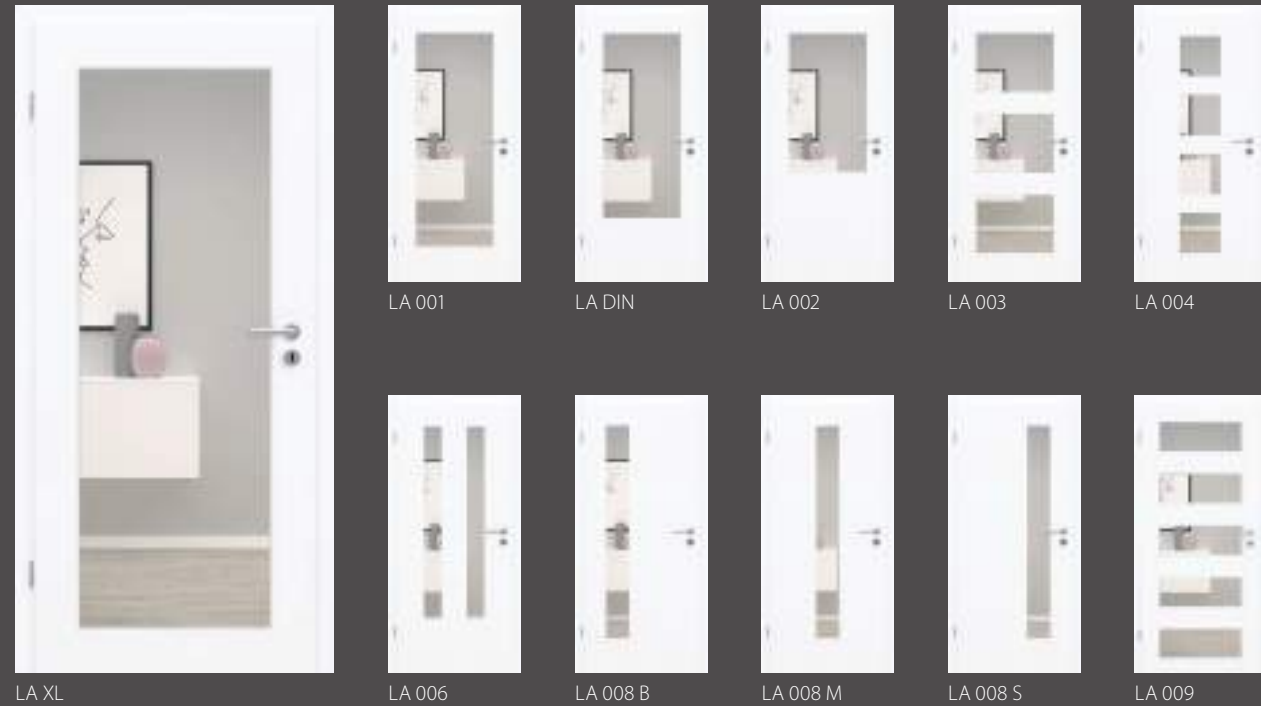 LA 001
LA DIN
LA 002
LA 003
LA 004
LA XL
LA 006
LA 008 B
LA 008 M
LA 008 S
LA 009